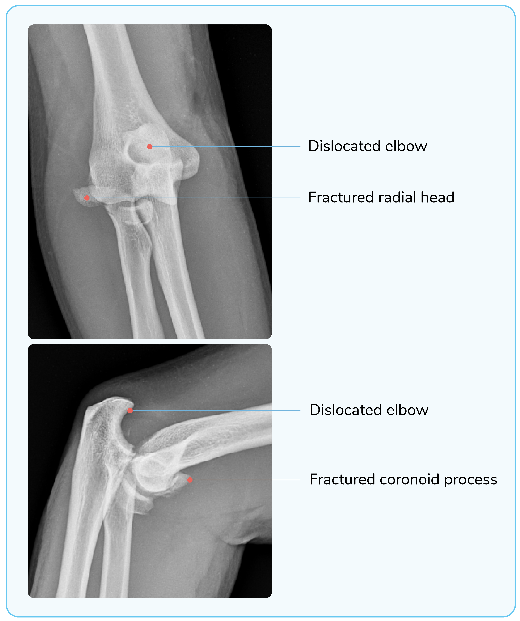 Dislocated elbow
Fractured radial head
Dislocated elbow
Fractured coronoid process